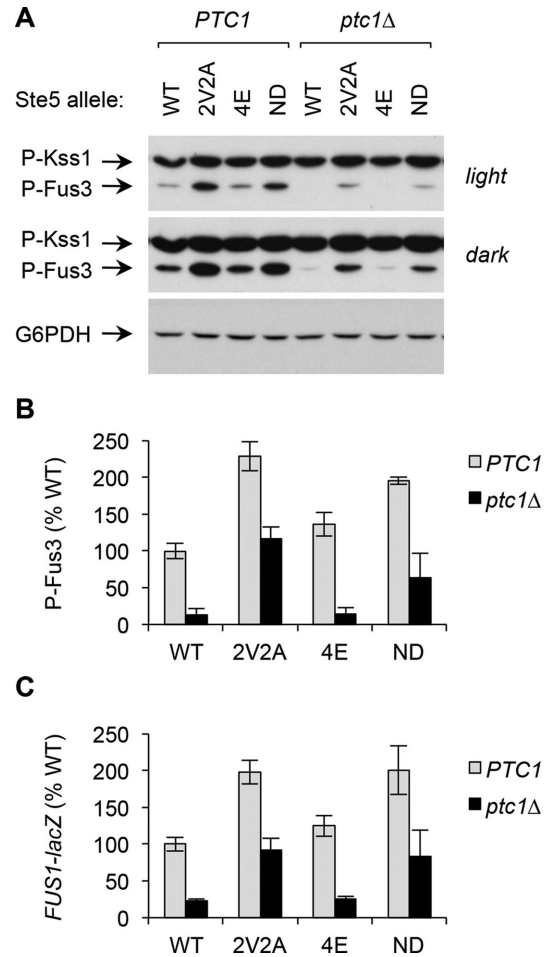 A
PTC1 ptc1Δ
Ste5 allele: WT 2V2A 4E ND WT 2V2A 4E ND
P-Kss1
P-Fus3
light
P-Kss1
P-Fus3
dark
G6PDH
B
P-Fus3 (% WT)
250
200
150
100
50
0
WT 2V2A 4E ND
PTC1
ptc1Δ
C
FUS1-lacZ (% WT)
250
200
150
100
50
0
WT 2V2A 4E ND
PTC1
ptc1Δ